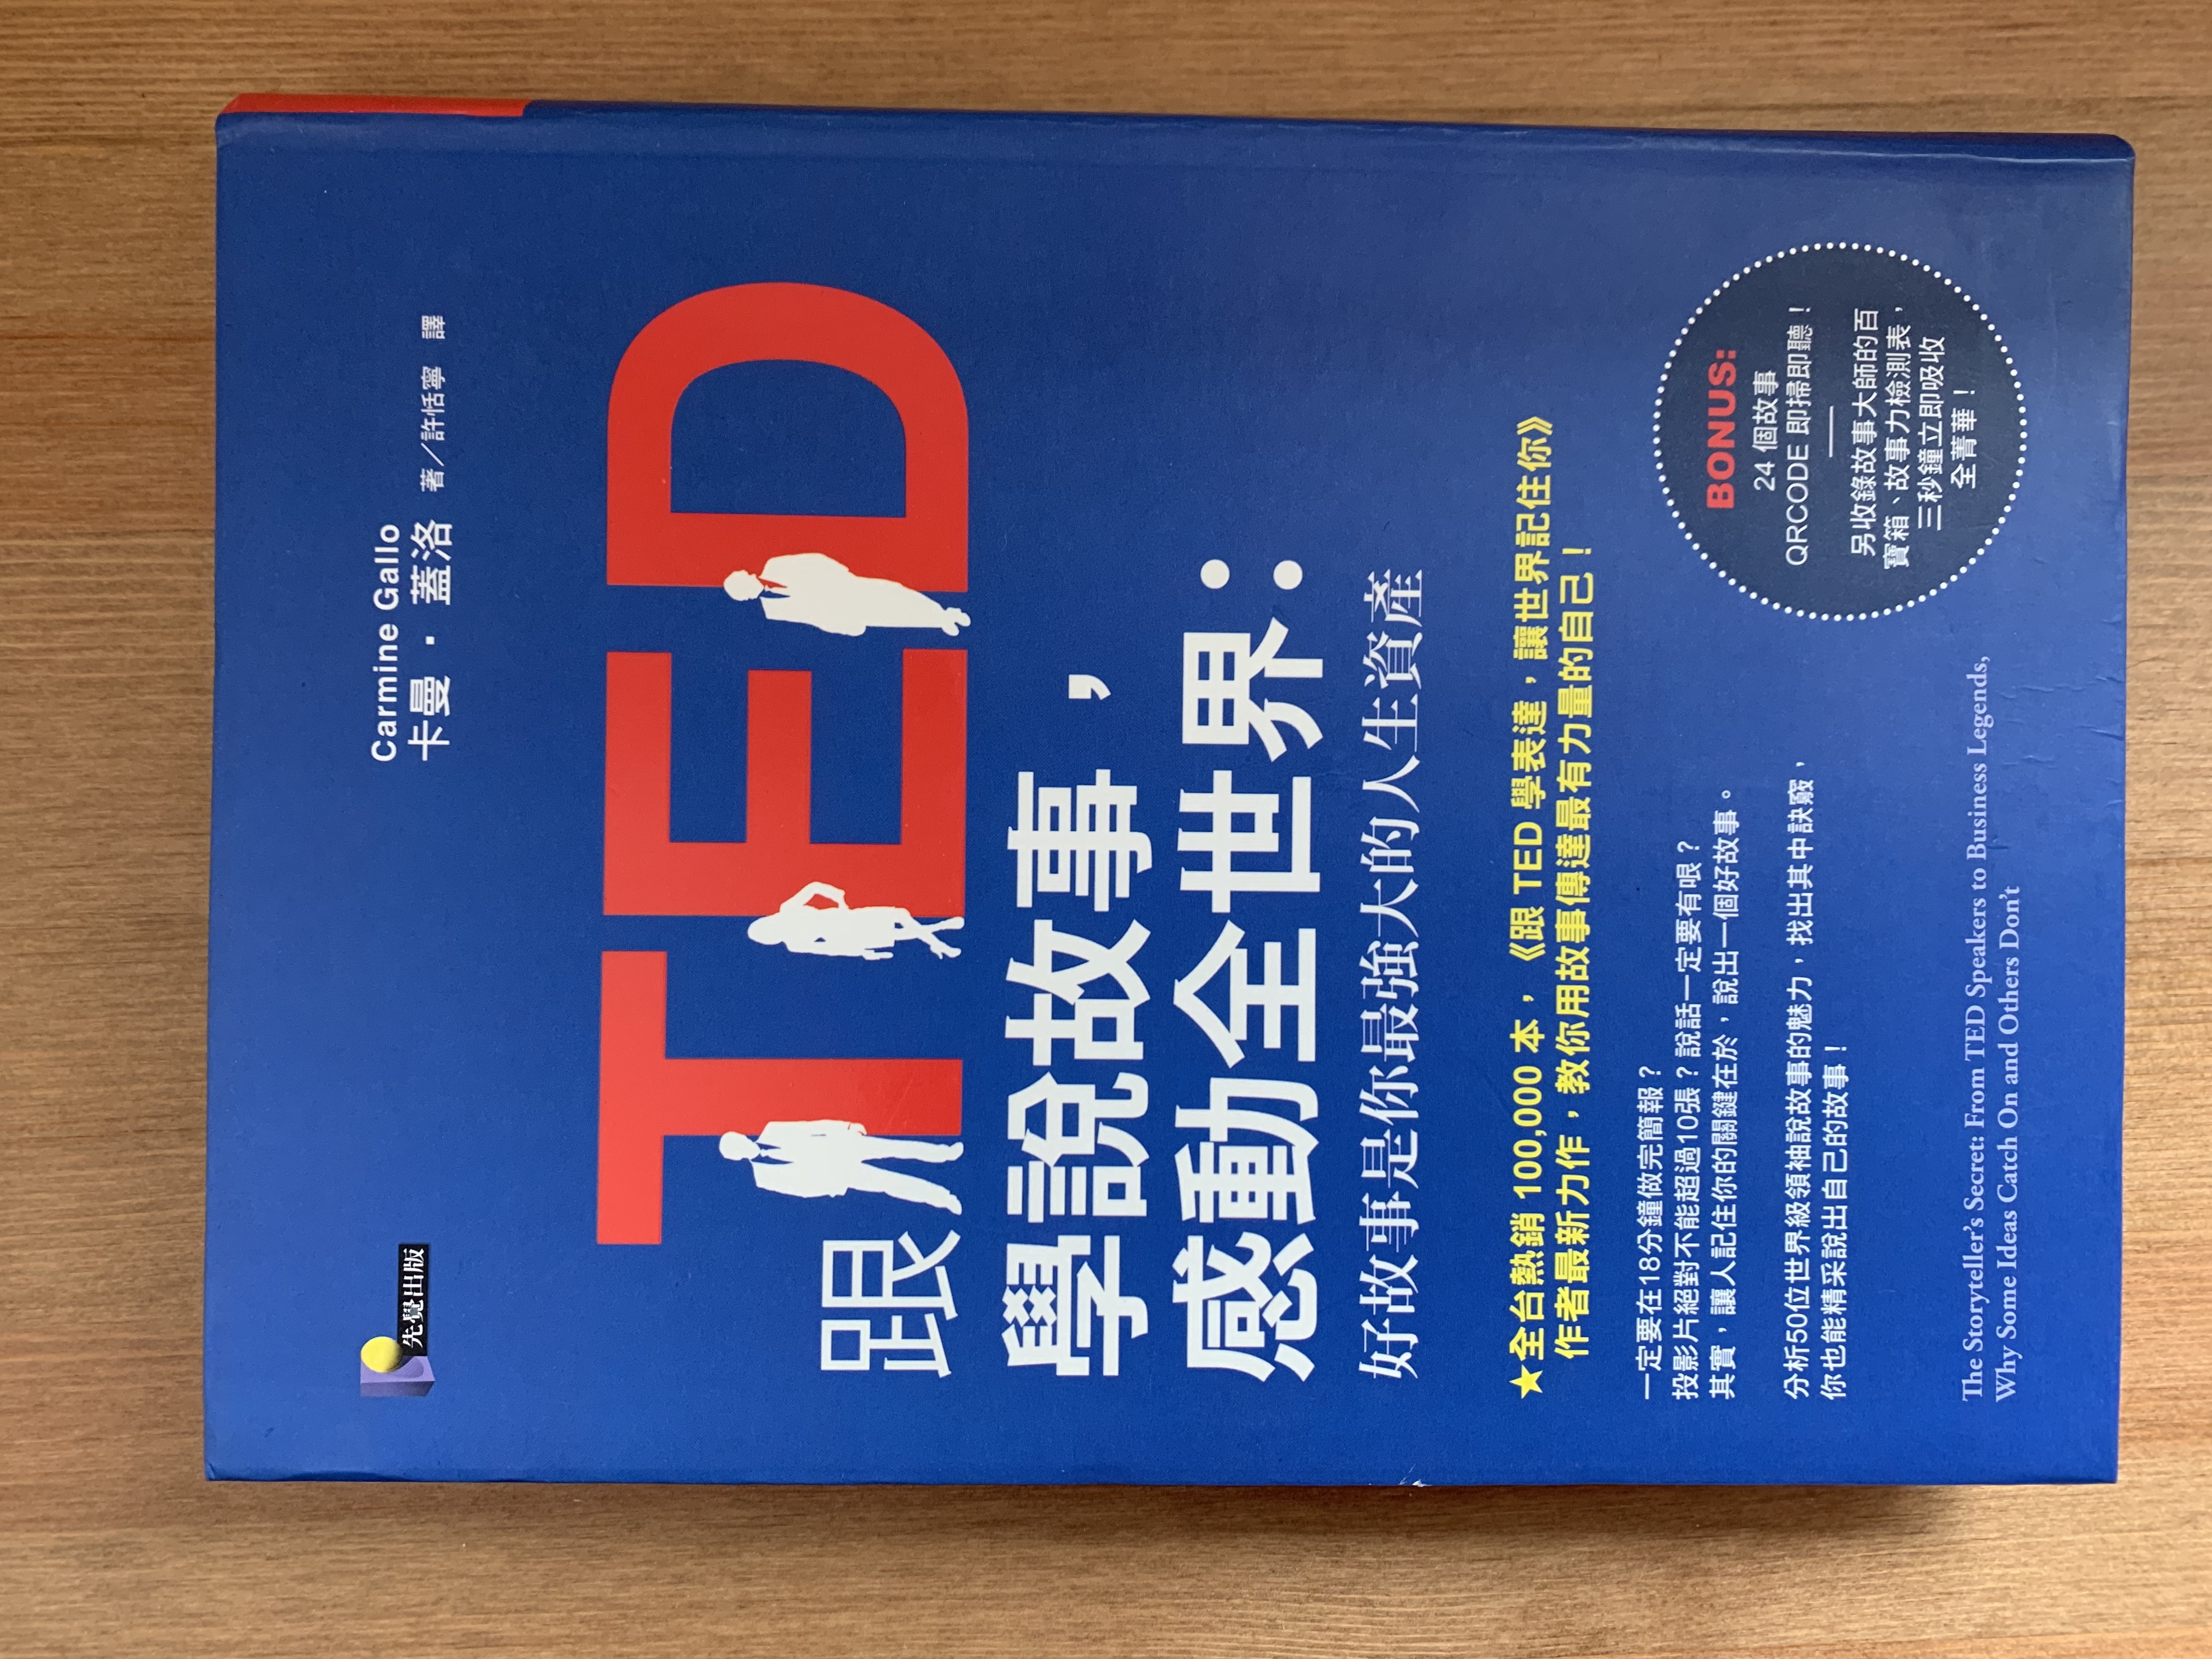 先覺出版
Carmine Gallo
卡曼・蓋洛 著／許恬寧 譯
跟TED
學說故事，
感動全世界：
好故事是你最強大的人生資產
★全台熱銷 100,000 本，《跟 TED 學表達，讓世界記住你》
作者最新力作，教你用故事傳達最有力量的自己！
一定要在18分鐘做完簡報？
投影片絕對不能超過10張？說話一定要有哏？
其實，讓人記住你的關鍵在於，說出一個好故事。
分析50位世界級領袖說故事的魅力，找出其中訣竅，
你也能精采說出自己的故事！
BONUS:
24 個故事
QRCODE 即掃即聽！
另收錄故事大師的百
寶箱、故事力檢測表，
三秒鐘立即吸收
全菁華！
The Storyteller's Secret: From TED Speakers to Business Legends,
Why Some Ideas Catch On and Others Don't